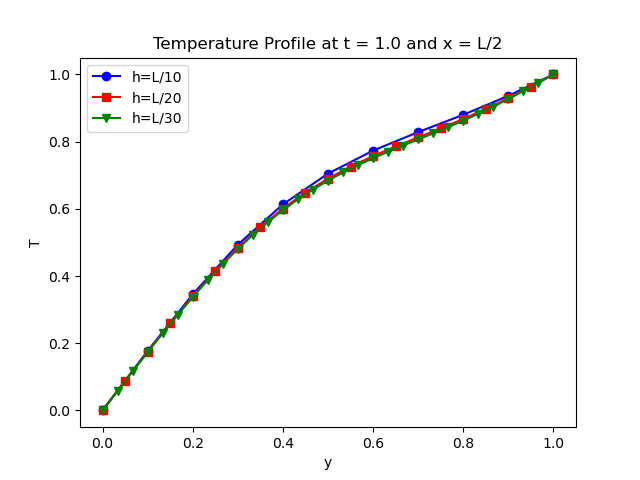 Temperature Profile at t = 1.0 and x = L/2
h=L/10
h=L/20
h=L/30
T
1.0
0.8
0.6
0.4
0.2
0.0
0.0 0.2 0.4 0.6 0.8 1.0
y